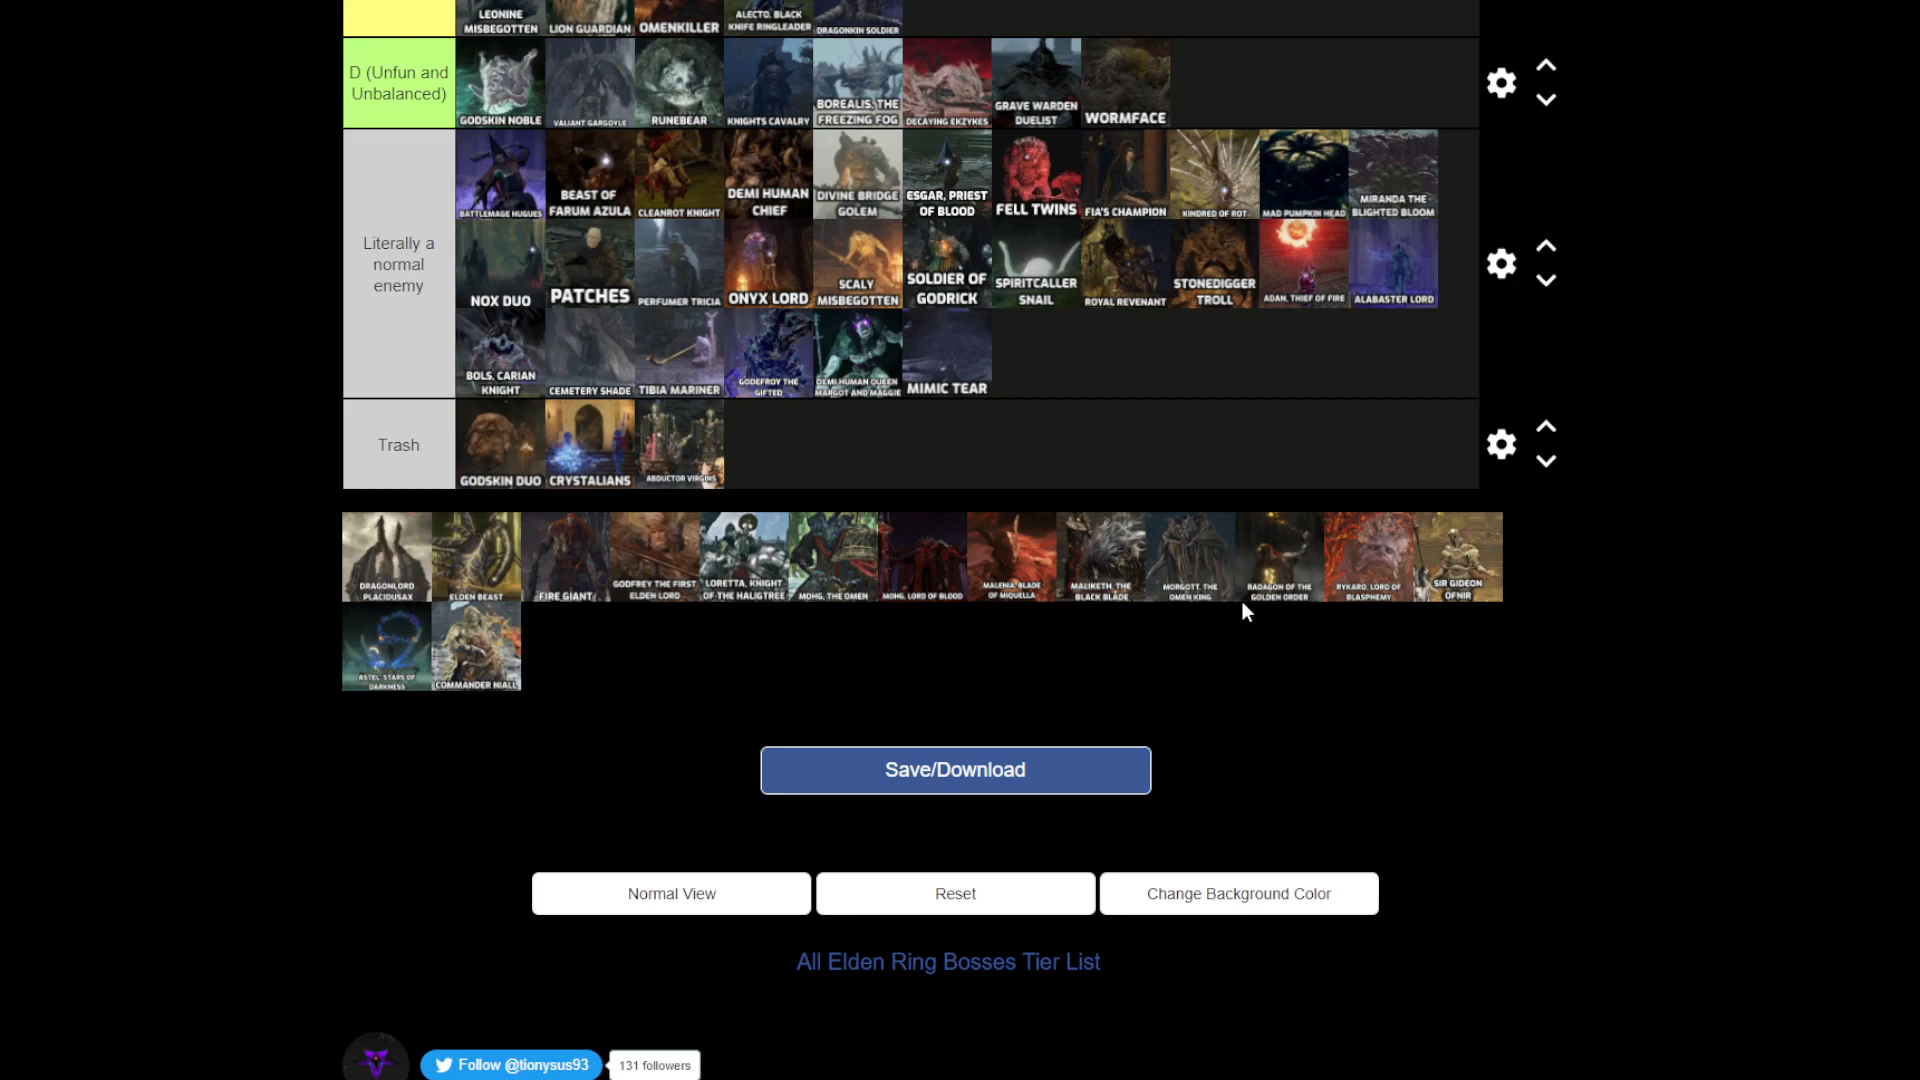 LEONINE MISBEGOTTEN
LION GUARDIAN
OMENKILLER
ALECTO, BLACK KNIFE RINGLEADER
DRAGONKIN SOLDIER
D (Unfun and
Unbalanced)
GODSKIN NOBLE
VALIANT GARGOYLE
RUNEBEAR
KNIGHTS CAVALRY
BOREALIS, THE
FREEZING FOG
DECAYING EKZYKES
GRAVE WARDEN
DUELIST
WORMFACE
Literally a
normal
enemy
BATTLEMAGE HUGUES
BEAST OF
FARUM AZULA
CLEANROT KNIGHT
DEMI HUMAN
CHIEF
DIVINE BRIDGE
GOLEM
ESGAR, PRIEST
OF BLOOD
FELL TWINS
FIA'S CHAMPION
KINDRED OF ROT
MAD PUMPKIN HEAD
MIRANDA THE
BLIGHTED BLOOM
NOX DUO
PATCHES
PERFUMER TRICIA
ONYX LORD
SCALY
MISBEGOTTEN
SOLDIER OF
GODRICK
SPIRITCALLER
SNAIL
ROYAL REVENANT
STONEDIGGER
TROLL
ADAN, THIEF OF FIRE
ALABASTER LORD
BOLS, CARIAN
KNIGHT
CEMETERY SHADE
TIBIA MARINER
GODEFROY THE
GIFTED
DEMI HUMAN QUEEN
MARGOT AND MAGGIE
MIMIC TEAR
Trash
GODSKIN DUO
CRYSTALIANS
ABDUCTOR VIRGINS
DRAGONLORD
PLACIDUSAX
ELDEN BEAST
FIRE GIANT
GODFREY THE FIRST
ELDEN LORD
LORETTA, KNIGHT
OF THE HALIGTREE
MOHG, THE OMEN
MOHG, LORD OF BLOOD
MALENIA, BLADE
OF MIQUELLA
MALIKETH, THE
BLACK BLADE
MORGOTT, THE
OMEN KING
RADAGON OF THE
GOLDEN ORDER
RYKARD, LORD OF
BLASPHEMY
SIR GIDEON
OFNIR
ASTEL, STARS OF
DARKNESS
COMMANDER NIALL
Save/Download
Normal View
Reset
Change Background Color
All Elden Ring Bosses Tier List
Follow @tionysus93
131 followers